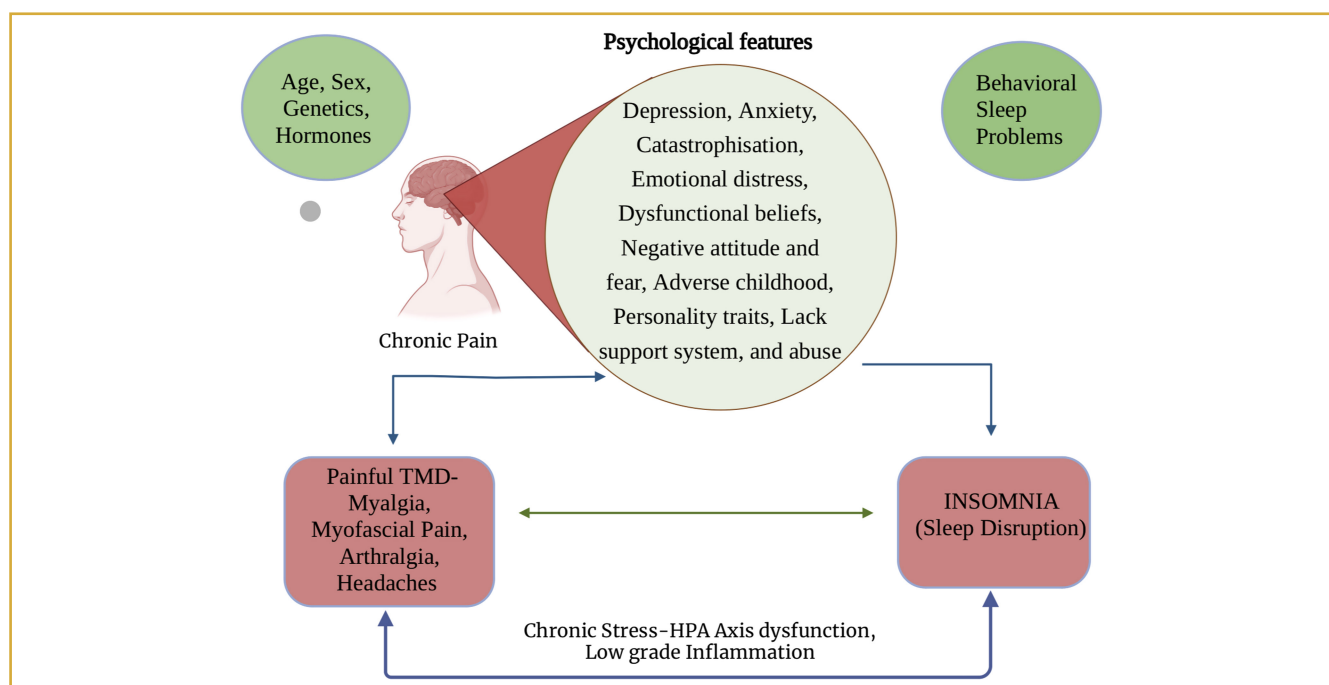 Psychological features
Age, Sex,
Genetics,
Hormones
Depression, Anxiety,
Catastrophisation,
Emotional distress,
Dysfunctional beliefs,
Negative attitude and
fear, Adverse childhood,
Personality traits, Lack
support system, and abuse
Behavioral
Sleep
Problems
Chronic Pain
Painful TMD-
Myalgia,
Myofascial Pain,
Arthralgia,
Headaches
INSOMNIA
(Sleep Disruption)
Chronic Stress-HPA Axis dysfunction,
Low grade Inflammation